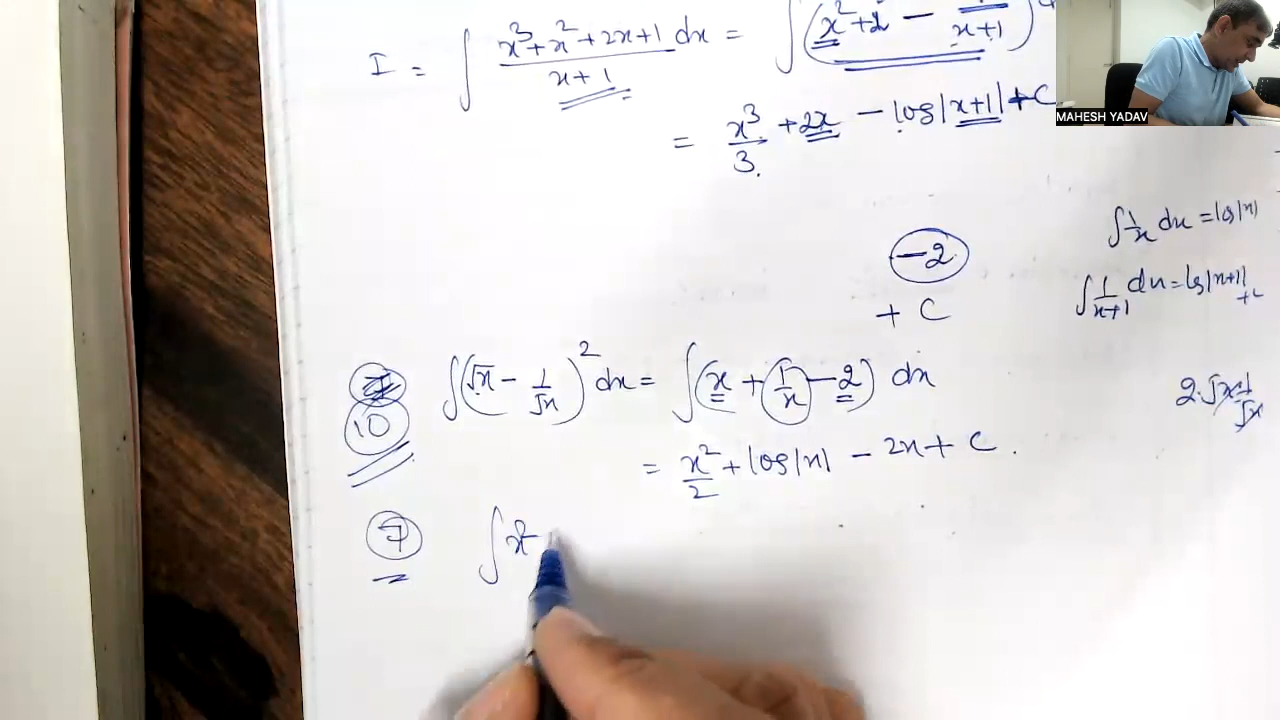 I = ∫ x³+x²+2x+1 / x+1 dx = ∫(x²+2 − 1/x+1)
= x³/3 +2x − log|x+1| + C
MAHESH YADAV
∫1/x dx = log|x|
−2
∫1/x+1 dx = log|x+1| +c
+ C
10 ∫(√x − 1/√x)² dx = ∫(x + 1/x − 2) dx
2·√x·1/√x
= x²/2 + log|x| − 2x + C.
7 ∫x²